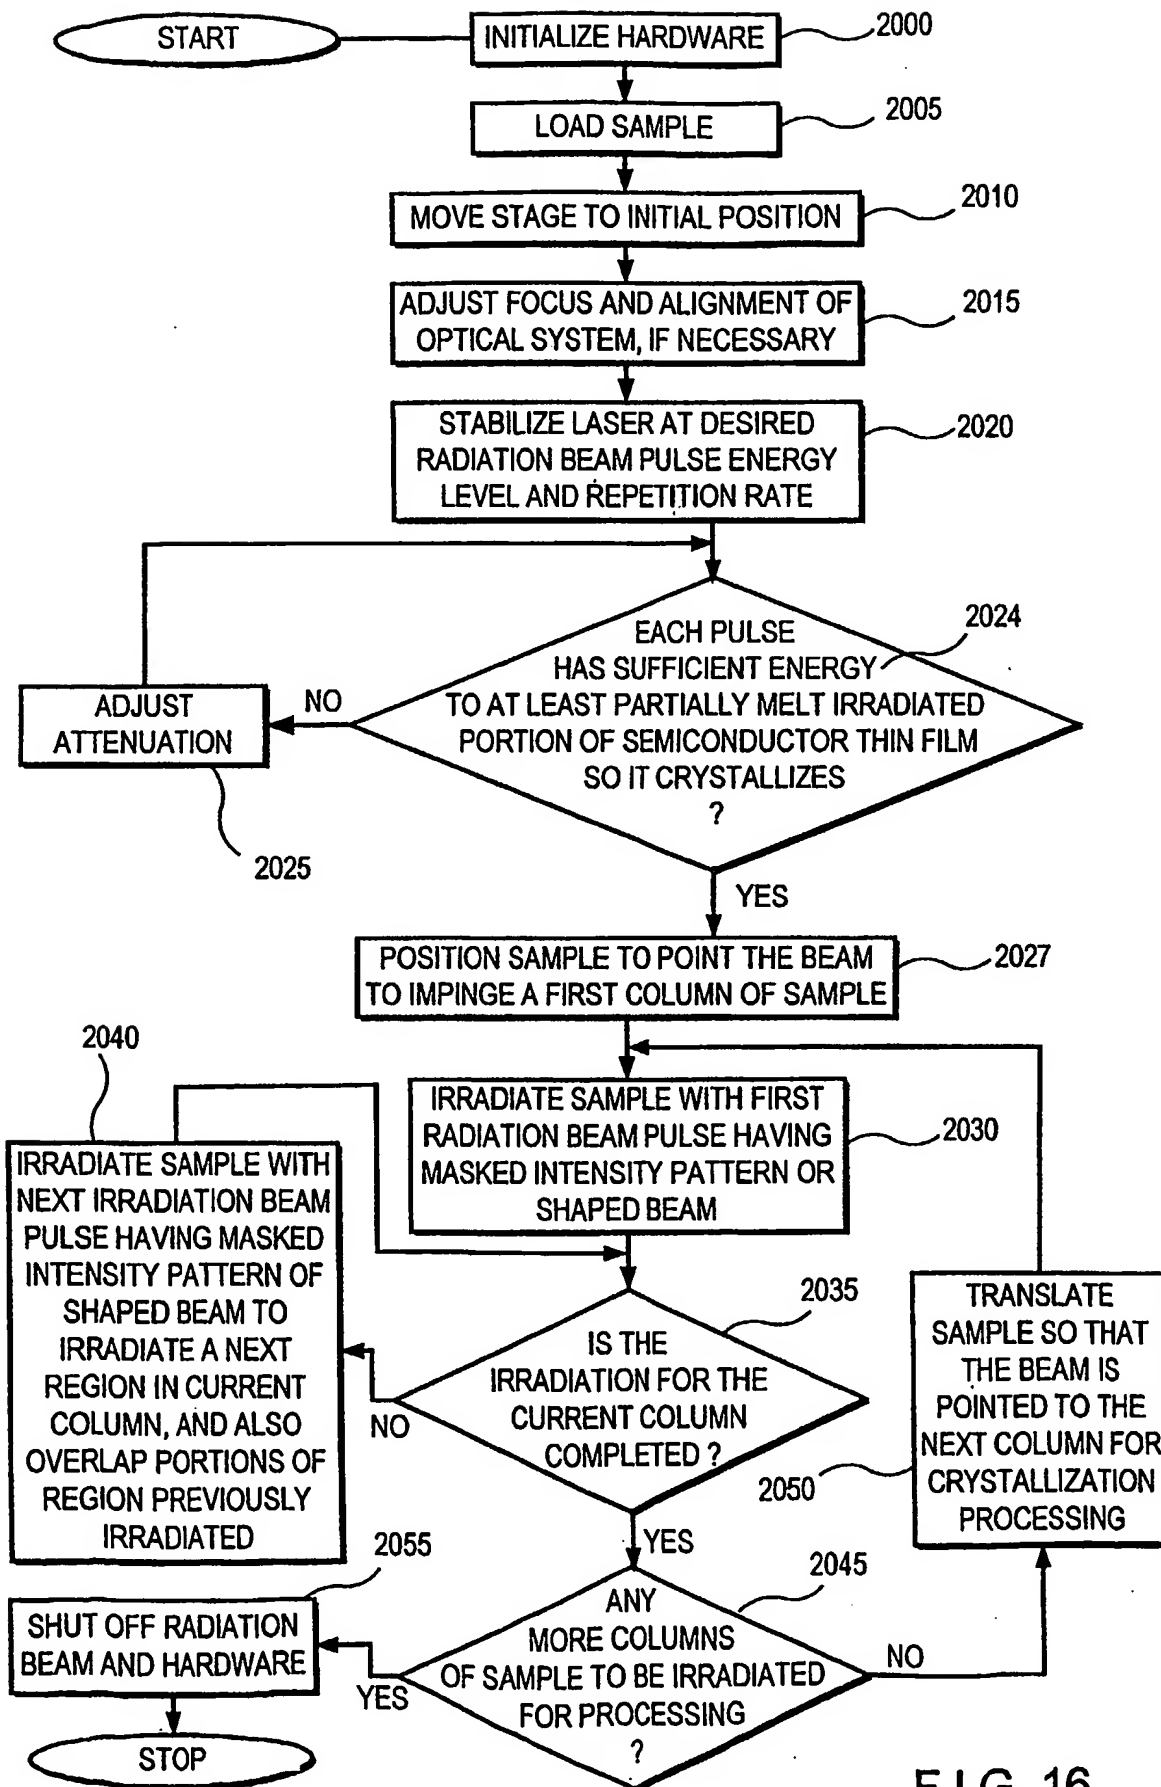 START
INITIALIZE HARDWARE
2000
LOAD SAMPLE
2005
MOVE STAGE TO INITIAL POSITION
2010
ADJUST FOCUS AND ALIGNMENT OF
OPTICAL SYSTEM, IF NECESSARY
2015
STABILIZE LASER AT DESIRED
RADIATION BEAM PULSE ENERGY
LEVEL AND REPETITION RATE
2020
EACH PULSE
HAS SUFFICIENT ENERGY
TO AT LEAST PARTIALLY MELT IRRADIATED
PORTION OF SEMICONDUCTOR THIN FILM
SO IT CRYSTALLIZES
?
2024
NO
ADJUST
ATTENUATION
2025
YES
POSITION SAMPLE TO POINT THE BEAM
TO IMPINGE A FIRST COLUMN OF SAMPLE
2027
IRRADIATE SAMPLE WITH FIRST
RADIATION BEAM PULSE HAVING
MASKED INTENSITY PATTERN OR
SHAPED BEAM
2030
2040
IRRADIATE SAMPLE WITH
NEXT IRRADIATION BEAM
PULSE HAVING MASKED
INTENSITY PATTERN OF
SHAPED BEAM TO
IRRADIATE A NEXT
REGION IN CURRENT
COLUMN, AND ALSO
OVERLAP PORTIONS OF
REGION PREVIOUSLY
IRRADIATED
IS THE
IRRADIATION FOR THE
CURRENT COLUMN
COMPLETED ?
2035
NO
YES
TRANSLATE
SAMPLE SO THAT
THE BEAM IS
POINTED TO THE
NEXT COLUMN FOR
CRYSTALLIZATION
PROCESSING
2050
ANY
MORE COLUMNS
OF SAMPLE TO BE IRRADIATED
FOR PROCESSING
?
2045
NO
YES
2055
SHUT OFF RADIATION
BEAM AND HARDWARE
STOP
FIG. 16